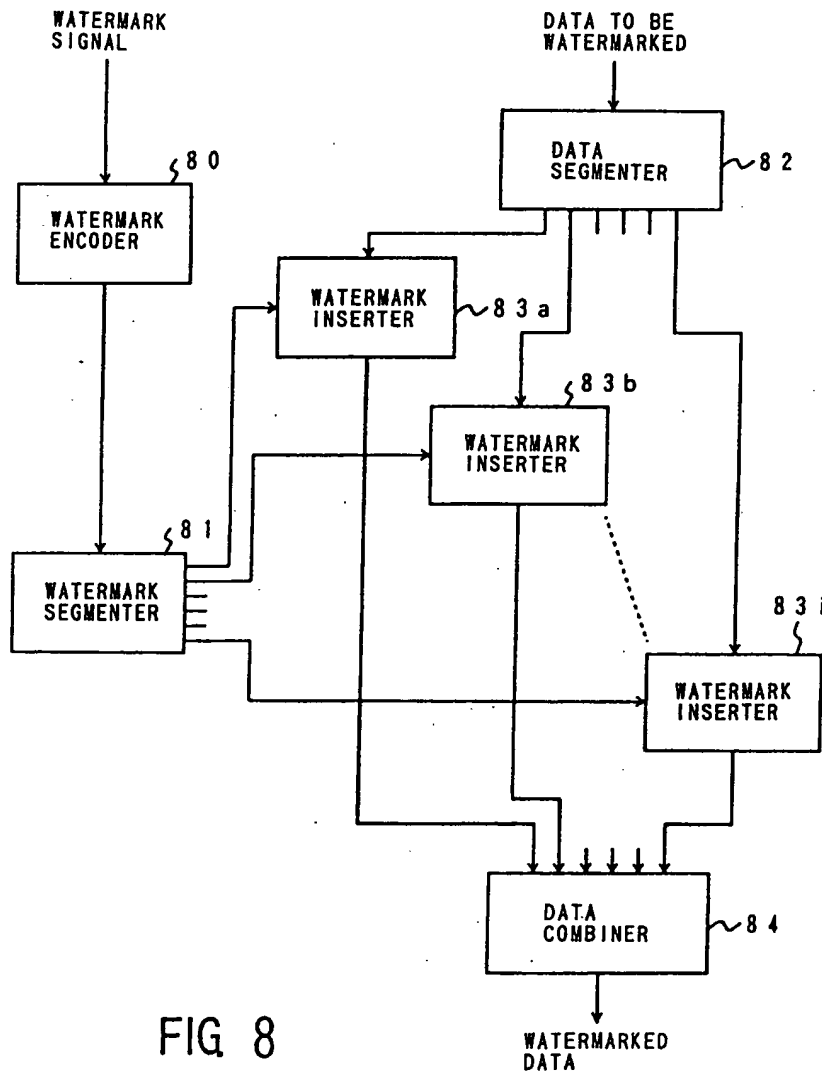 WATERMARK
SIGNAL
DATA TO BE
WATERMARKED
80
WATERMARK
ENCODER
DATA
SEGMENTER
82
WATERMARK
INSERTER
83a
83b
WATERMARK
INSERTER
81
WATERMARK
SEGMENTER
83i
WATERMARK
INSERTER
DATA
COMBINER
84
WATERMARKED
DATA
FIG. 8